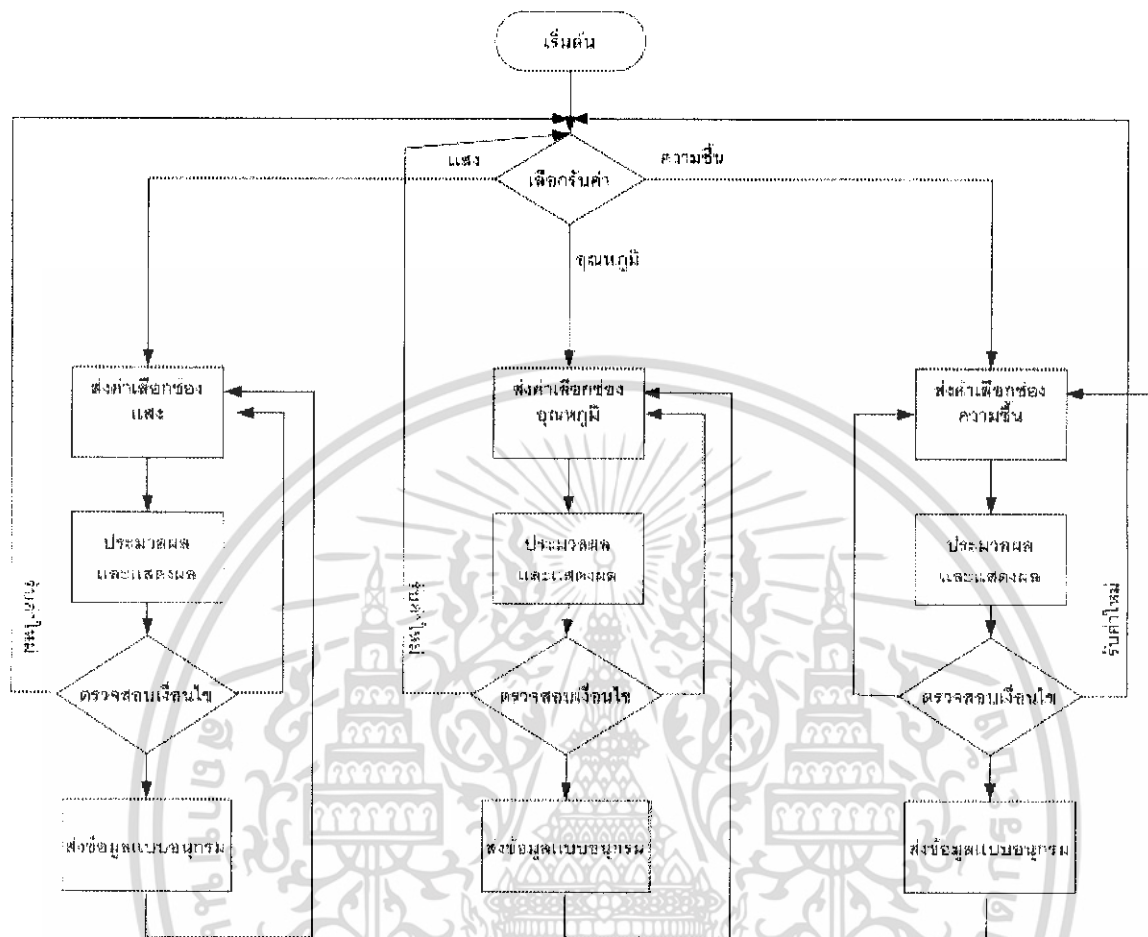 เริ่มต้น
แสง
ความชื้น
เลือกรับค่า
อุณหภูมิ
ส่งค่าเลือกช่อง
แสง
ส่งค่าเลือกช่อง
อุณหภูมิ
ส่งค่าเลือกช่อง
ความชื้น
ประมวลผล
และแสดงผล
ประมวลผล
และแสดงผล
ประมวลผล
และแสดงผล
รับค่าใหม่
รับค่าใหม่
รับค่าใหม่
ตรวจสอบเงื่อนไข
ตรวจสอบเงื่อนไข
ตรวจสอบเงื่อนไข
ส่งข้อมูลแบบอนุกรม
ส่งข้อมูลแบบอนุกรม
ส่งข้อมูลแบบอนุกรม